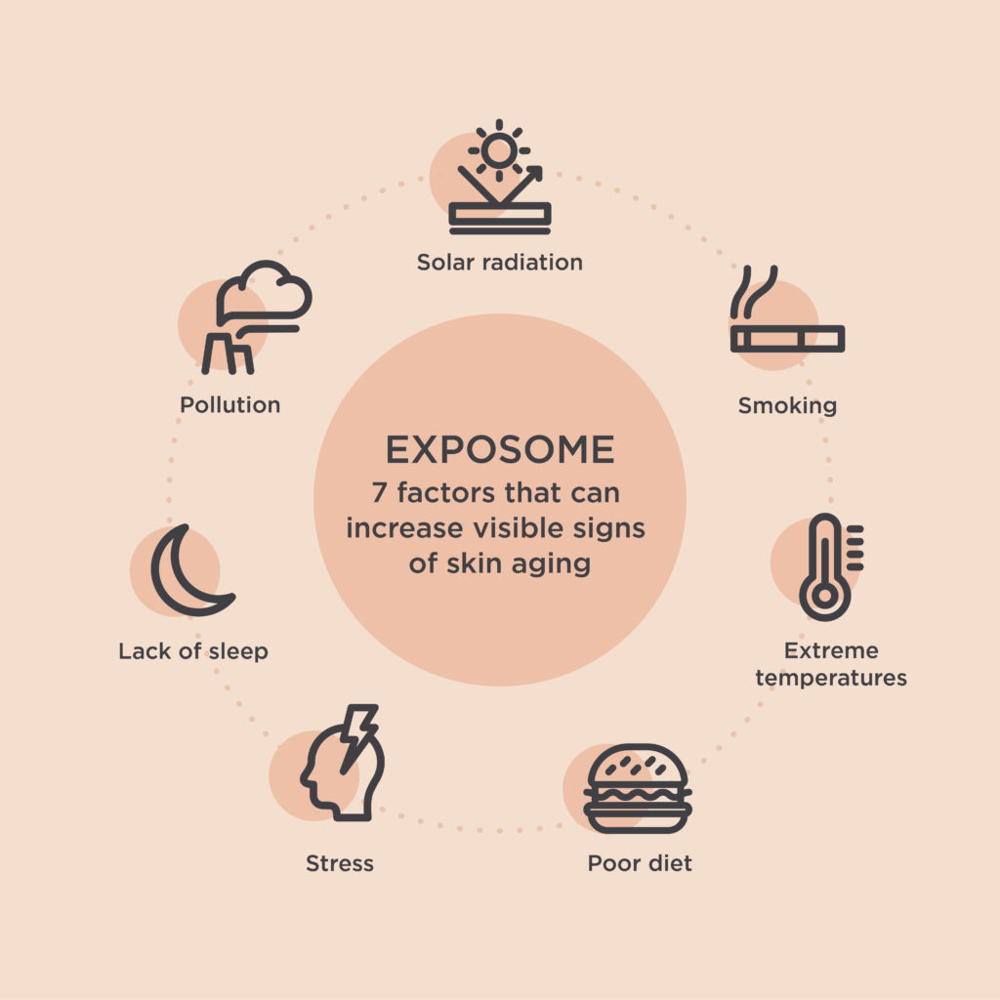 EXPOSOME
7 factors that can
increase visible signs
of skin aging
Solar radiation
Smoking
Extreme
temperatures
Poor diet
Stress
Lack of sleep
Pollution